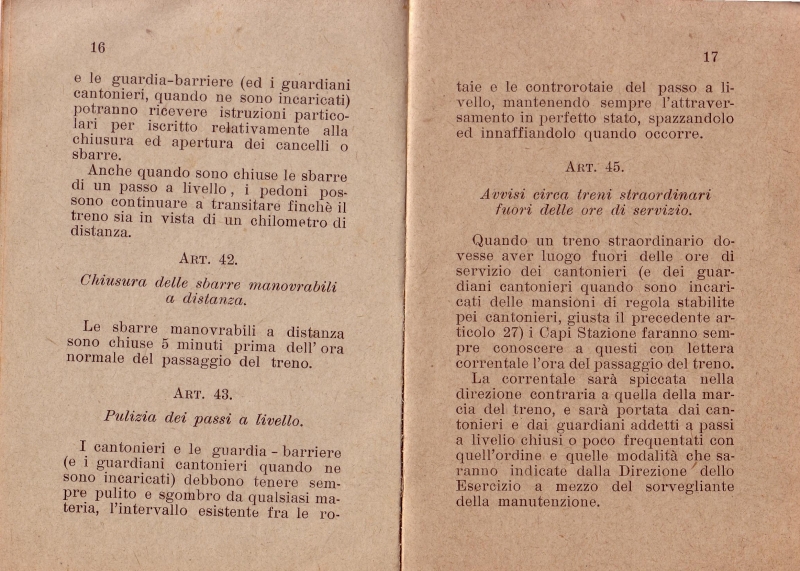 16
e le guardia-barriere (ed i guardiani
cantonieri, quando ne sono incaricati)
potranno ricevere istruzioni partico-
lari per iscritto relativamente alla
chiusura ed apertura dei cancelli o
sbarre.
Anche quando sono chiuse le sbarre
di un passo a livello, i pedoni pos-
sono continuare a transitare finchè il
treno sia in vista di un chilometro di
distanza.
ART. 42.
Chiusura delle sbarre manovrabili
a distanza.
Le sbarre manovrabili a distanza
sono chiuse 5 minuti prima dell'ora
normale del passaggio del treno.
ART. 43.
Pulizia dei passi a livello.
I cantonieri e le guardia-barriere
(e i guardiani cantonieri quando ne
sono incaricati) debbono tenere sem-
pre pulito e sgombro da qualsiasi ma-
teria, l'intervallo esistente fra le ro-
17
taie e le controrotaie del passo a li-
vello, mantenendo sempre l'attraver-
samento in perfetto stato, spazzandolo
ed innaffiandolo quando occorre.
ART. 45.
Avvisi circa treni straordinari
fuori delle ore di servizio.
Quando un treno straordinario do-
vesse aver luogo fuori delle ore di
servizio dei cantonieri (e dei guar-
diani cantonieri quando sono incari-
cati delle mansioni di regola stabilite
pei cantonieri, giusta il precedente ar-
ticolo 27) i Capi Stazione faranno sem-
pre conoscere a questi con lettera
correntale l'ora del passaggio del treno.
La correntale sarà spiccata nella
direzione contraria a quella della mar-
cia del treno, e sarà portata dai can-
tonieri e dai guardiani addetti a passi
a livelio chiusi o poco frequentati con
quell'ordine e quelle modalità che sa-
ranno indicate dalla Direzione dello
Esercizio a mezzo del sorvegliante
della manutenzione.